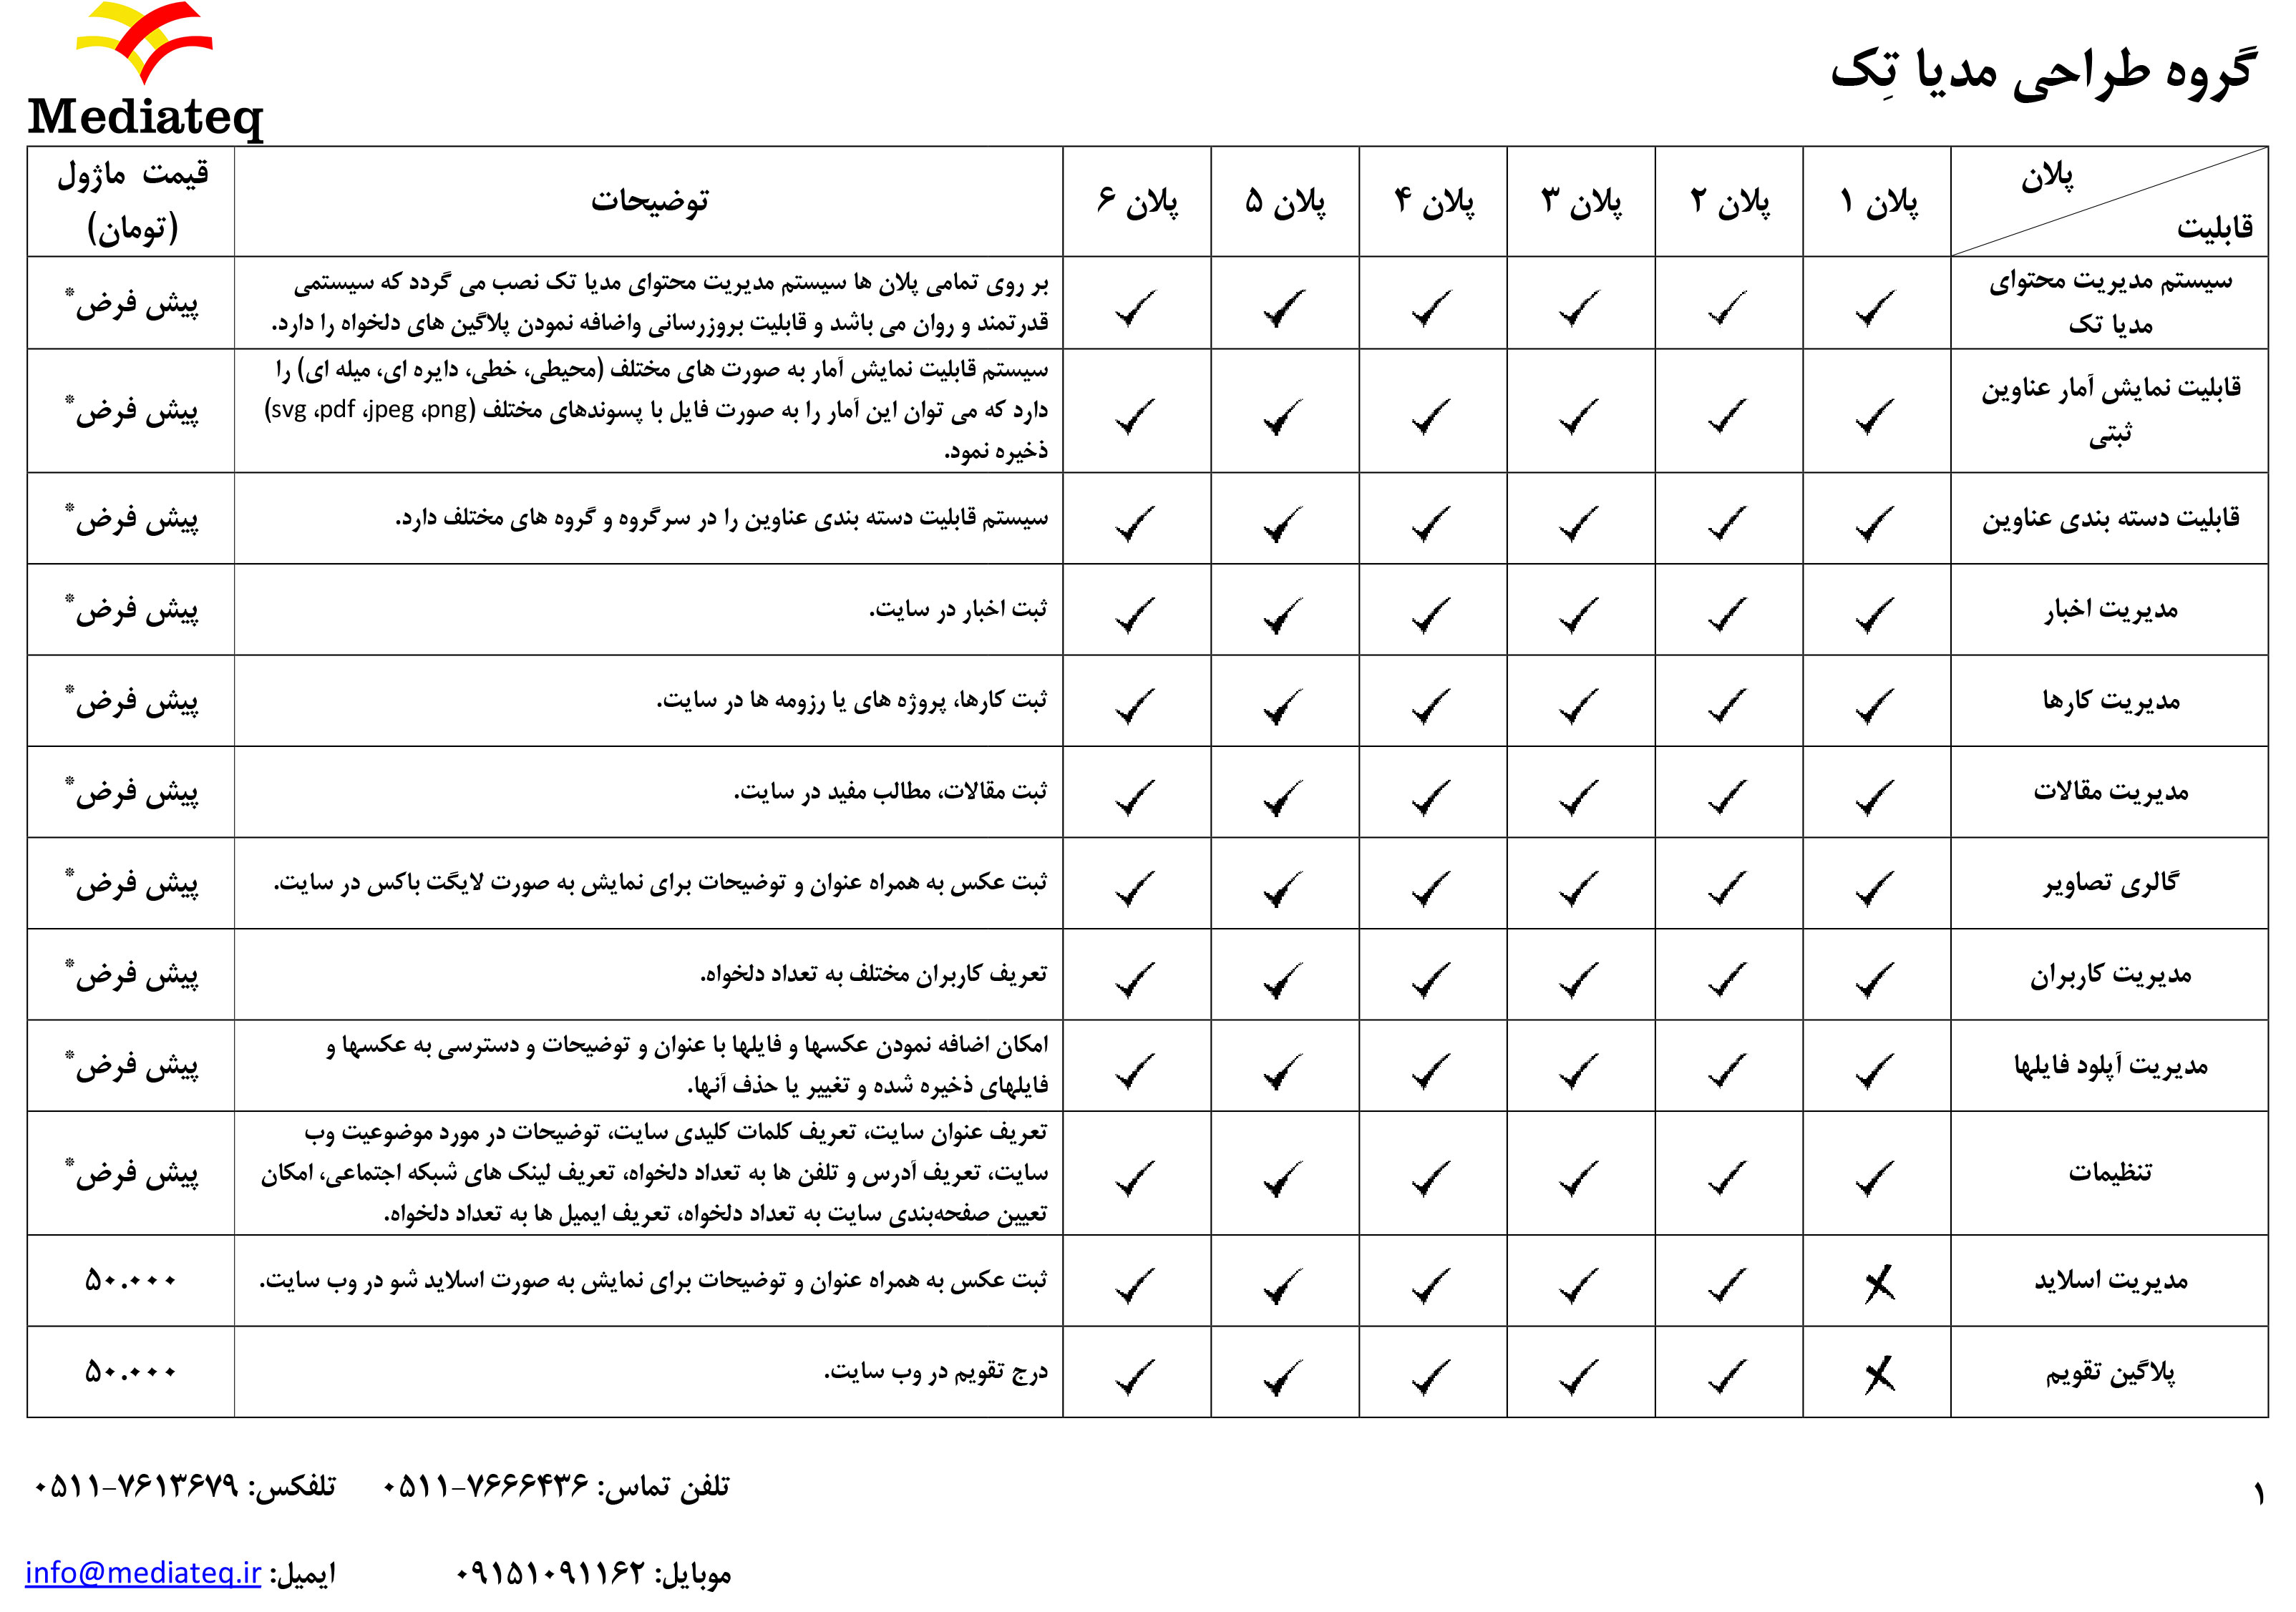 Mediateq
گروه طراحی مدیا تِک
پلان
قابلیت
پلان ۱
پلان ۲
پلان ۳
پلان ۴
پلان ۵
پلان ۶
توضیحات
قیمت ماژول
(تومان)
سیستم مدیریت محتوای
مدیا تک
بر روی تمامی پلان ها سیستم مدیریت محتوای مدیا تک نصب می گردد که سیستمی
قدرتمند و روان می باشد و قابلیت بروزرسانی واضافه نمودن پلاگین های دلخواه را دارد.
پیش فرض*
قابلیت نمایش آمار عناوین
ثبتی
سیستم قابلیت نمایش آمار به صورت های مختلف (محیطی، خطی، دایره ای، میله ای) را
دارد که می توان این آمار را به صورت فایل با پسوندهای مختلف (svg ،pdf ،jpeg ،png)
ذخیره نمود.
پیش فرض*
قابلیت دسته بندی عناوین
سیستم قابلیت دسته بندی عناوین را در سرگروه و گروه های مختلف دارد.
پیش فرض*
مدیریت اخبار
ثبت اخبار در سایت.
پیش فرض*
مدیریت کارها
ثبت کارها، پروژه های یا رزومه ها در سایت.
پیش فرض*
مدیریت مقالات
ثبت مقالات، مطالب مفید در سایت.
پیش فرض*
گالری تصاویر
ثبت عکس به همراه عنوان و توضیحات برای نمایش به صورت لایگت باکس در سایت.
پیش فرض*
مدیریت کاربران
تعریف کاربران مختلف به تعداد دلخواه.
پیش فرض*
مدیریت آپلود فایلها
امکان اضافه نمودن عکسها و فایلها با عنوان و توضیحات و دسترسی به عکسها و
فایلهای ذخیره شده و تغییر یا حذف آنها.
پیش فرض*
تنظیمات
تعریف عنوان سایت، تعریف کلمات کلیدی سایت، توضیحات در مورد موضوعیت وب
سایت، تعریف آدرس و تلفن ها به تعداد دلخواه، تعریف لینک های شبکه اجتماعی، امکان
تعیین صفحه‌بندی سایت به تعداد دلخواه، تعریف ایمیل ها به تعداد دلخواه.
پیش فرض*
مدیریت اسلاید
ثبت عکس به همراه عنوان و توضیحات برای نمایش به صورت اسلاید شو در وب سایت.
۵۰.۰۰۰
پلاگین تقویم
درج تقویم در وب سایت.
۵۰.۰۰۰
۱
تلفن تماس: ۰۵۱۱-۷۶۶۶۴۳۶ تلفکس: ۰۵۱۱-۷۶۱۳۶۷۹
موبایل: ۰۹۱۵۱۰۹۱۱۶۲ ایمیل: info@mediateq.ir